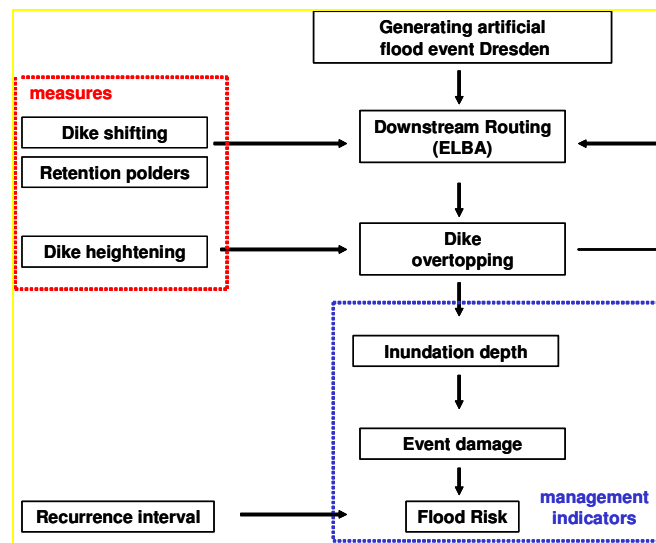 Generating artificial
flood event Dresden
measures
Dike shifting
Downstream Routing
(ELBA)
Retention polders
Dike heightening
Dike
overtopping
Inundation depth
Event damage
management
indicators
Recurrence interval
Flood Risk